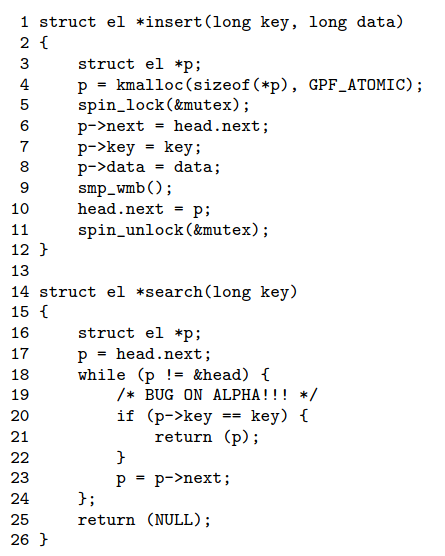 1 struct el *insert(long key, long data)
2 {
3     struct el *p;
4     p = kmalloc(sizeof(*p), GPF_ATOMIC);
5     spin_lock(&mutex);
6     p->next = head.next;
7     p->key = key;
8     p->data = data;
9     smp_wmb();
10     head.next = p;
11     spin_unlock(&mutex);
12 }
13
14 struct el *search(long key)
15 {
16     struct el *p;
17     p = head.next;
18     while (p != &head) {
19         /* BUG ON ALPHA!!! */
20         if (p->key == key) {
21             return (p);
22         }
23         p = p->next;
24     };
25     return (NULL);
26 }